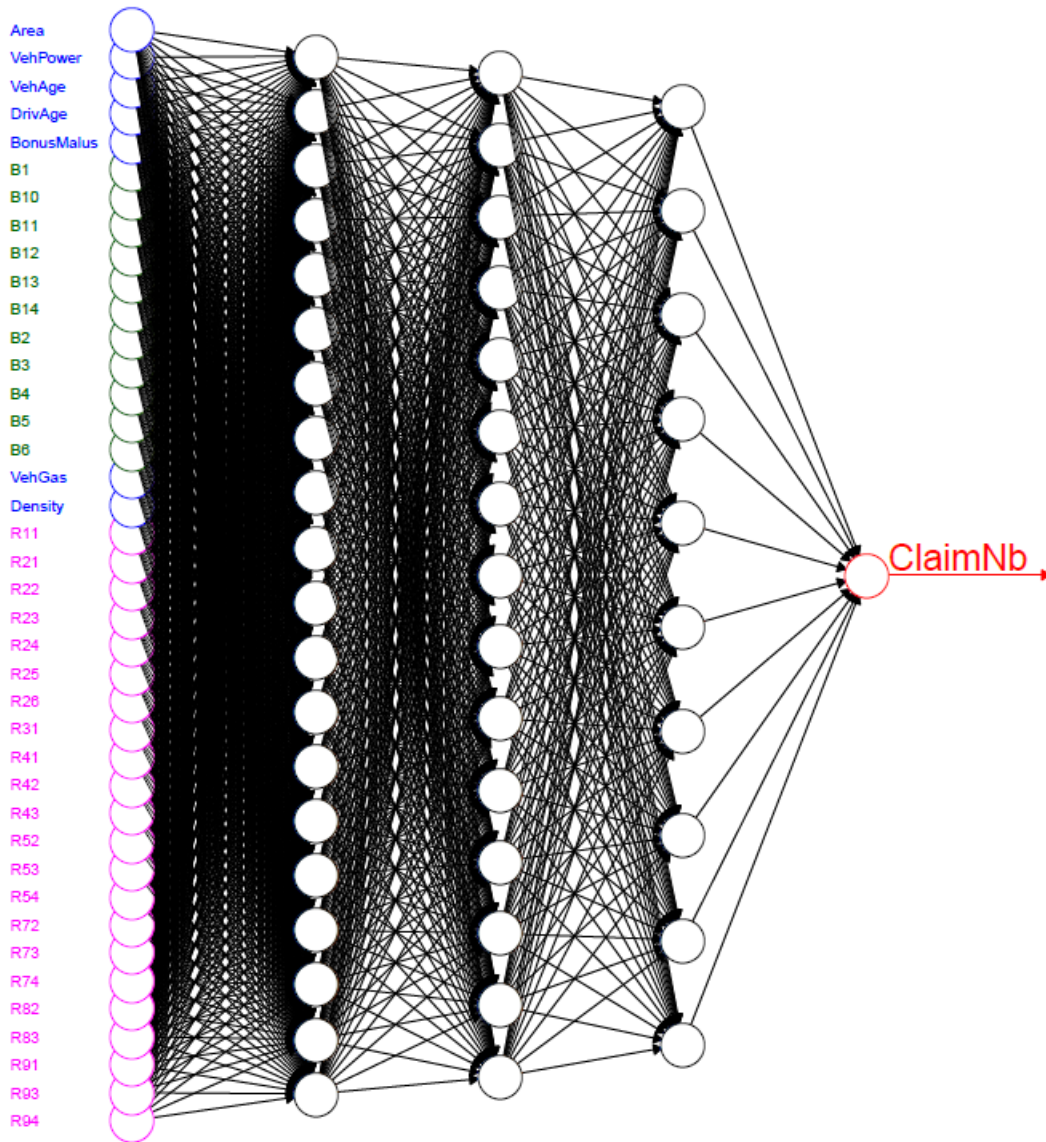 Area
VehPower
VehAge
DrivAge
BonusMalus
B1
B10
B11
B12
B13
B14
B2
B3
B4
B5
B6
VehGas
Density
R11
R21
R22
R23
R24
R25
R26
R31
R41
R42
R43
R52
R53
R54
R72
R73
R74
R82
R83
R91
R93
R94
ClaimNb